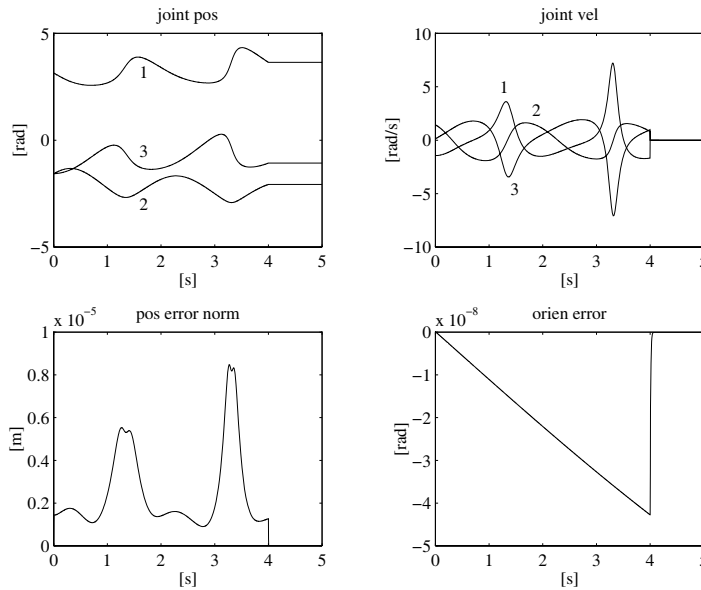 joint pos
5
0
−5
[rad]
1
3
2
0 1 2 3 4 5
[s]
joint vel
10
5
0
−5
−10
[rad/s]
1
2
3
0 1 2 3 4 5
[s]
x 10−5
pos error norm
1
0.8
0.6
0.4
0.2
0
[m]
0 1 2 3 4 5
[s]
x 10−8
orien error
0
−1
−2
−3
−4
−5
[rad]
0 1 2 3 4 5
[s]